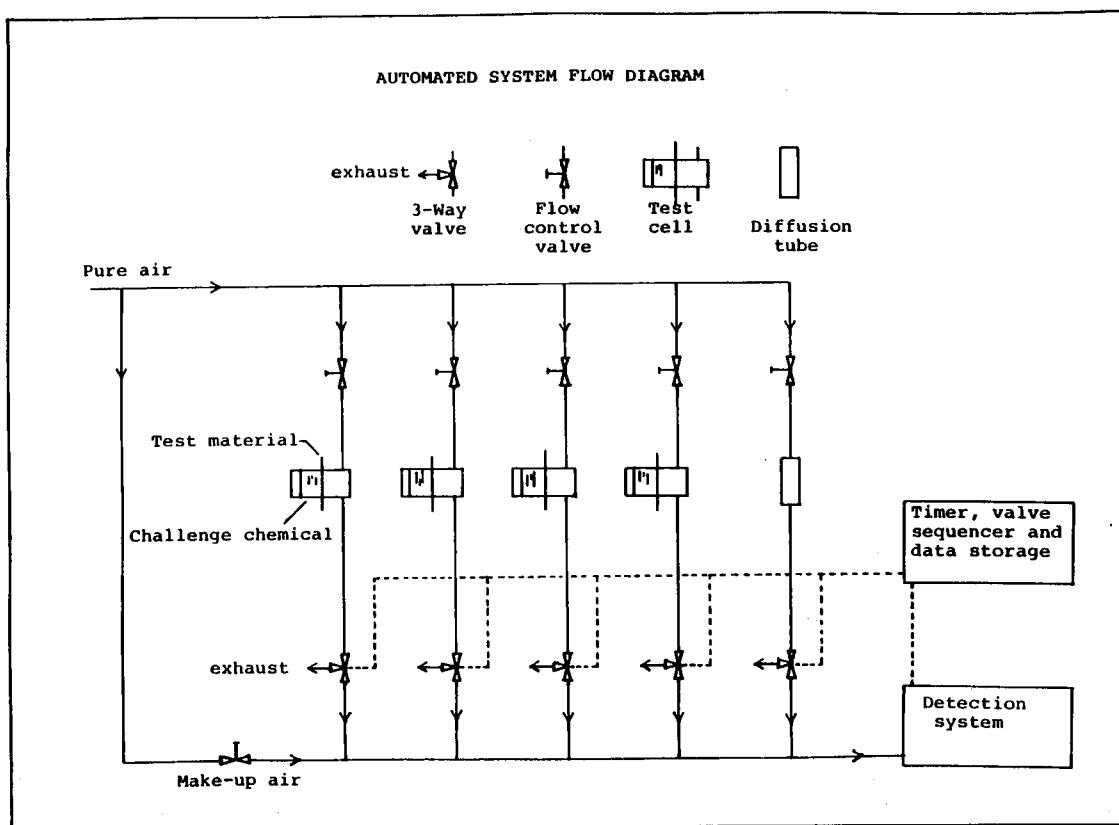 AUTOMATED SYSTEM FLOW DIAGRAM
exhaust
3-Way
valve
Flow
control
valve
Test
cell
Diffusion
tube
Pure air
Test material
Challenge chemical
Timer, valve
sequencer and
data storage
exhaust
Detection
system
Make-up air